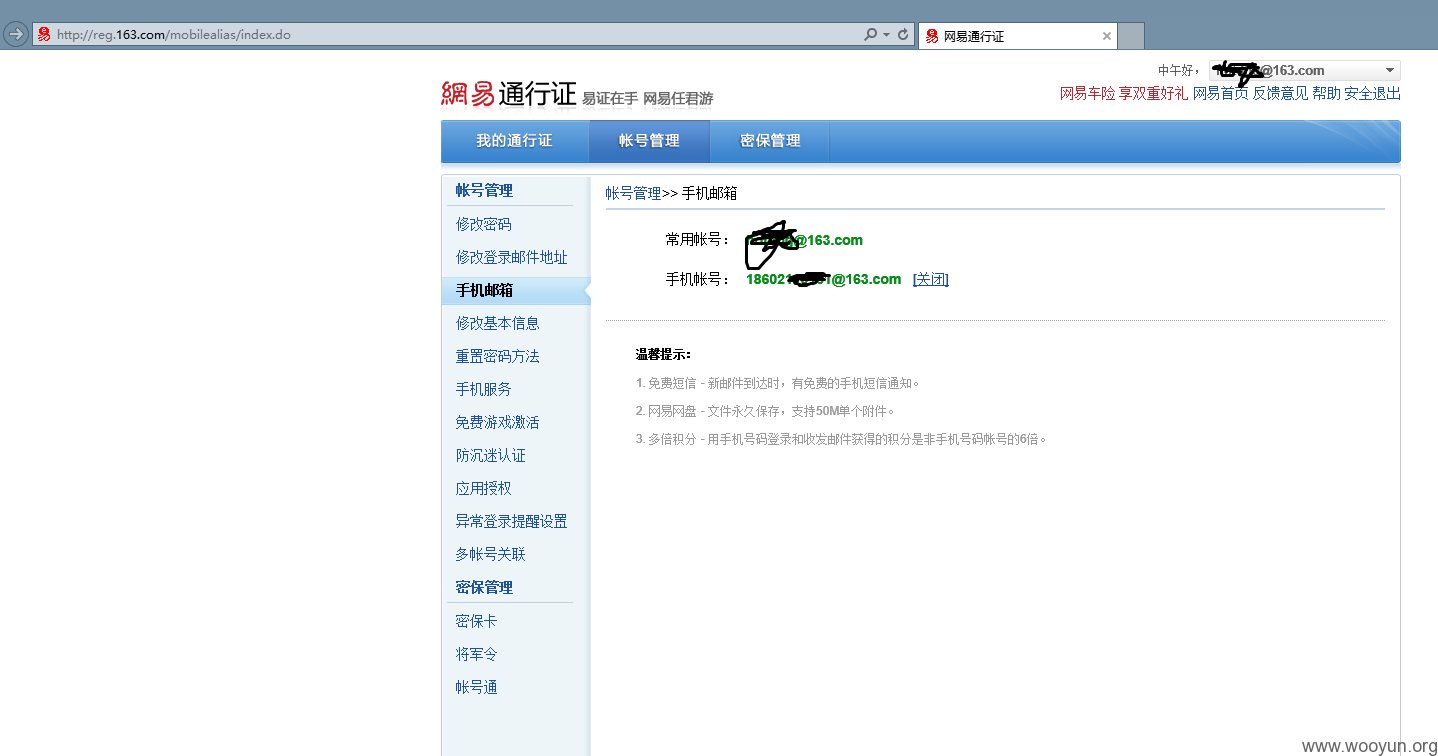 http://reg.163.com/mobilealias/index.do
网易通行证
中午好，
@163.com
網易通行证 易证在手 网易任君游
网易车险 享双重好礼 网易首页 反馈意见 帮助 安全退出
我的通行证 帐号管理 密保管理
帐号管理
修改密码
修改登录邮件地址
手机邮箱
修改基本信息
重置密码方法
手机服务
免费游戏激活
防沉迷认证
应用授权
异常登录提醒设置
多帐号关联
密保管理
密保卡
将军令
帐号通
帐号管理>> 手机邮箱
常用帐号： @163.com
手机帐号： 18602 1@163.com [关闭]
温馨提示：
1. 免费短信 - 新邮件到达时，有免费的手机短信通知。
2. 网易网盘 - 文件永久保存，支持50M单个附件。
3. 多倍积分 - 用手机号码登录和收发邮件获得的积分是非手机号码帐号的6倍。
www.wooyun.org